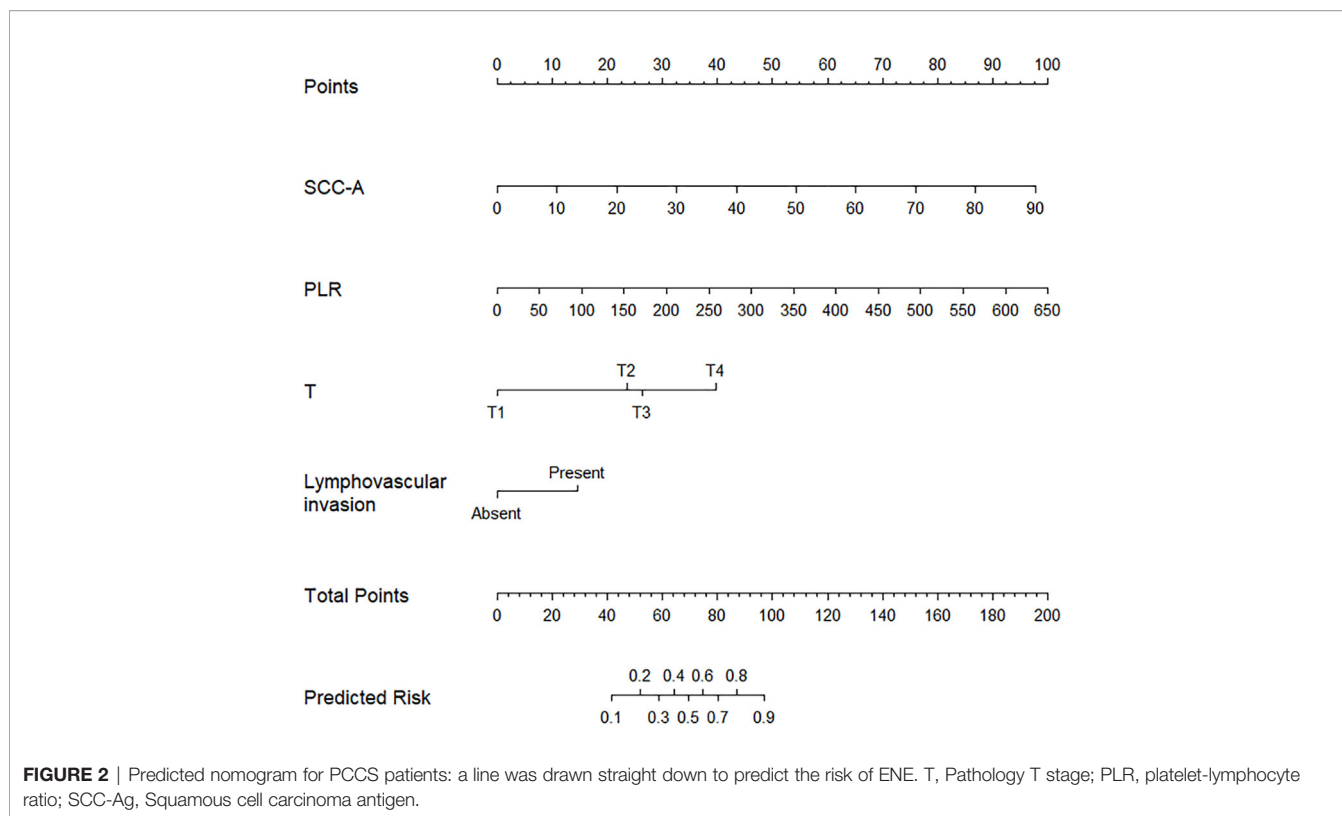 0 10 20 30 40 50 60 70 80 90 100
Points
SCC-A
0 10 20 30 40 50 60 70 80 90
PLR
0 50 100 150 200 250 300 350 400 450 500 550 600 650
T2 T4
T
T1 T3
Present
Lymphovascular
invasion
Absent
Total Points
0 20 40 60 80 100 120 140 160 180 200
0.2 0.4 0.6 0.8
Predicted Risk
0.1 0.3 0.5 0.7 0.9
FIGURE 2 | Predicted nomogram for PCCS patients: a line was drawn straight down to predict the risk of ENE. T, Pathology T stage; PLR, platelet-lymphocyte
ratio; SCC-Ag, Squamous cell carcinoma antigen.